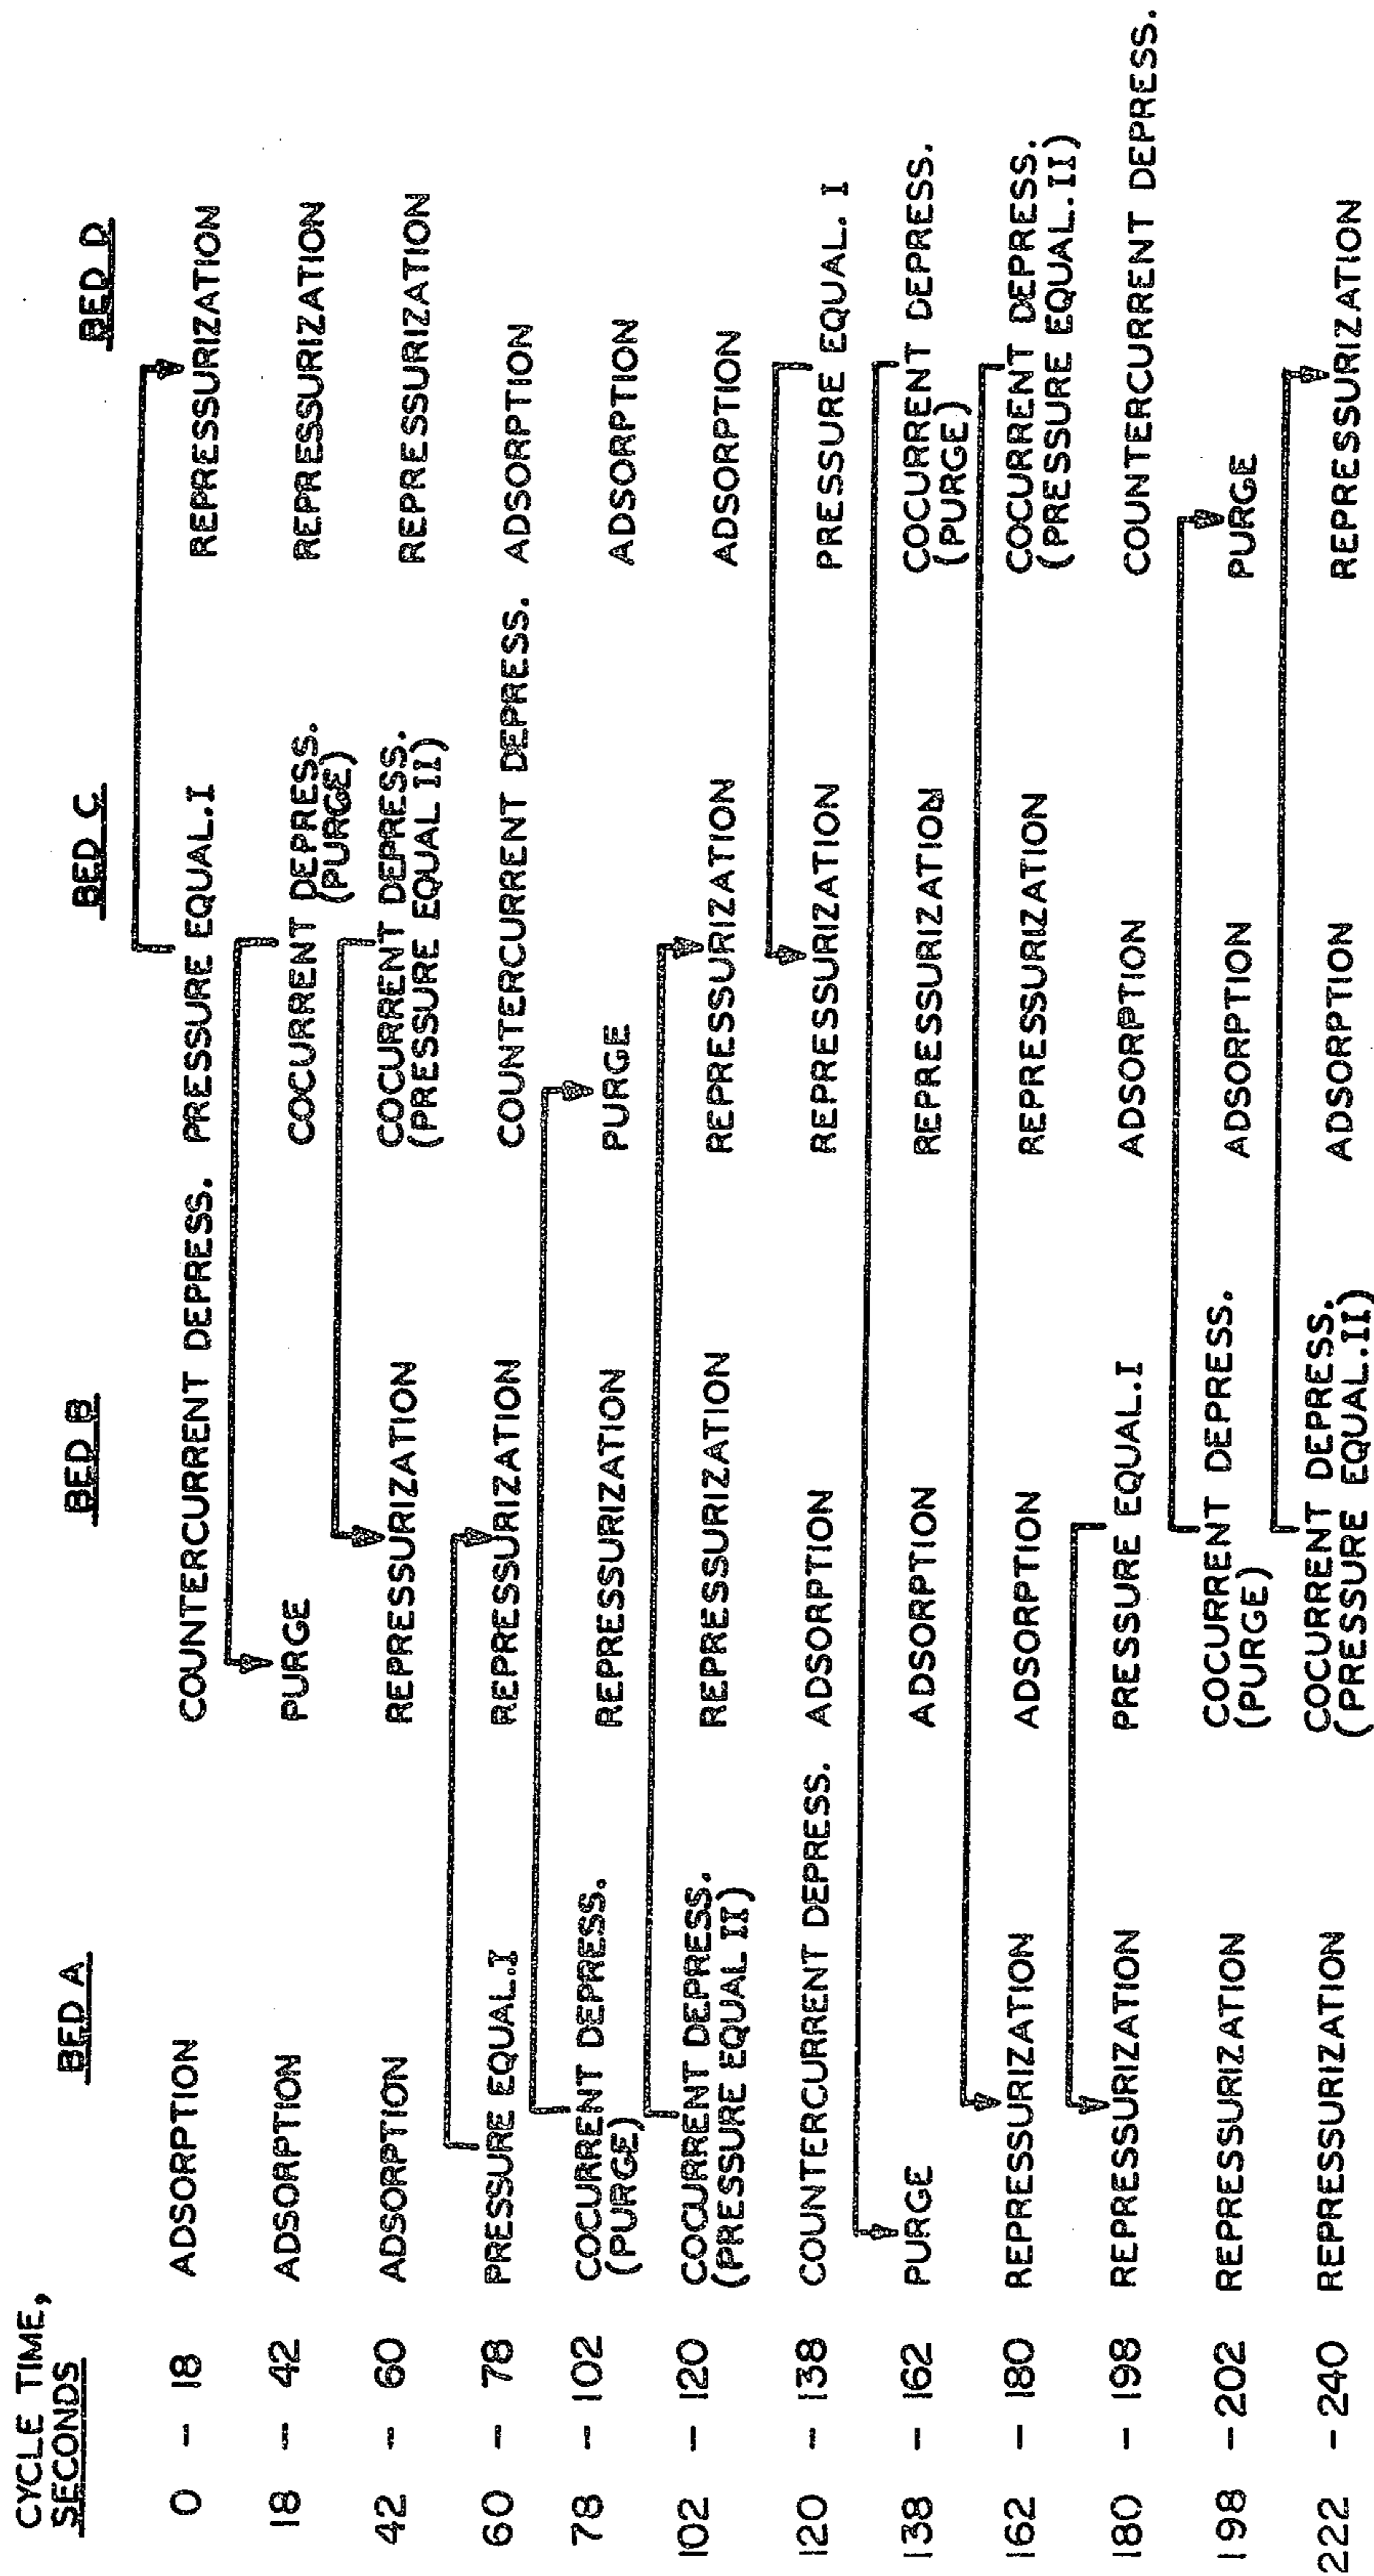 CYCLE TIME,
SECONDS
BED A
BED B
BED C
BED D
0 - 18
ADSORPTION
COUNTERCURRENT DEPRESS.
PRESSURE EQUAL.I
REPRESSURIZATION
18 - 42
ADSORPTION
PURGE
COCURRENT DEPRESS.
(PURGE)
REPRESSURIZATION
42 - 60
ADSORPTION
REPRESSURIZATION
COCURRENT DEPRESS.
(PRESSURE EQUAL II)
REPRESSURIZATION
60 - 78
PRESSURE EQUAL.I
REPRESSURIZATION
COUNTERCURRENT DEPRESS.
ADSORPTION
78 - 102
COCURRENT DEPRESS.
(PURGE)
REPRESSURIZATION
PURGE
ADSORPTION
102 - 120
COCURRENT DEPRESS.
(PRESSURE EQUAL II)
REPRESSURIZATION
REPRESSURIZATION
ADSORPTION
120 - 138
COUNTERCURRENT DEPRESS.
ADSORPTION
REPRESSURIZATION
PRESSURE EQUAL. I
138 - 162
PURGE
ADSORPTION
REPRESSURIZATION
COCURRENT DEPRESS.
(PURGE)
162 - 180
REPRESSURIZATION
ADSORPTION
REPRESSURIZATION
COCURRENT DEPRESS.
(PRESSURE EQUAL.II)
180 - 198
REPRESSURIZATION
PRESSURE EQUAL.I
ADSORPTION
COUNTERCURRENT DEPRESS.
198 - 202
REPRESSURIZATION
COCURRENT DEPRESS.
(PURGE)
ADSORPTION
PURGE
222 - 240
REPRESSURIZATION
COCURRENT DEPRESS.
(PRESSURE EQUAL.II)
ADSORPTION
REPRESSURIZATION